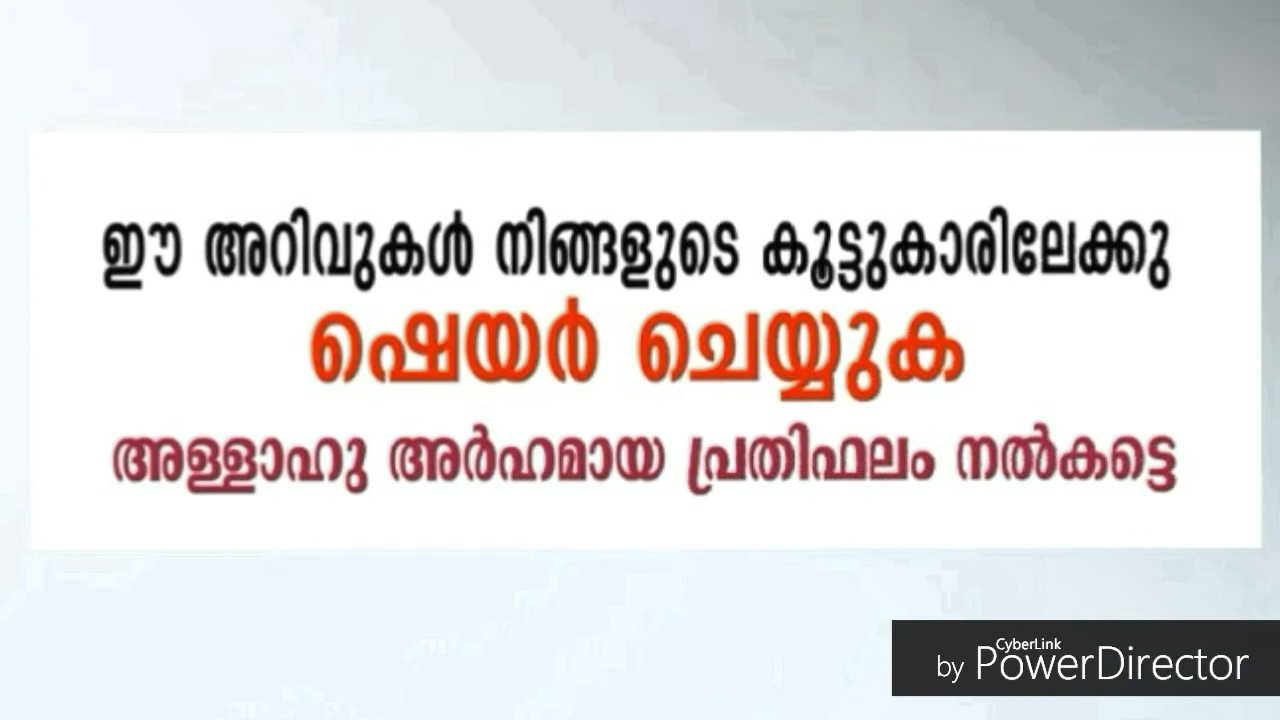 ഈ അറിവുകൾ നിങ്ങളുടെ കൂട്ടുകാരിലേക്കു
ഷെയർ ചെയ്യുക
അള്ളാഹു അർഹമായ പ്രതിഫലം നൽകട്ടെ
CyberLink
by PowerDirector